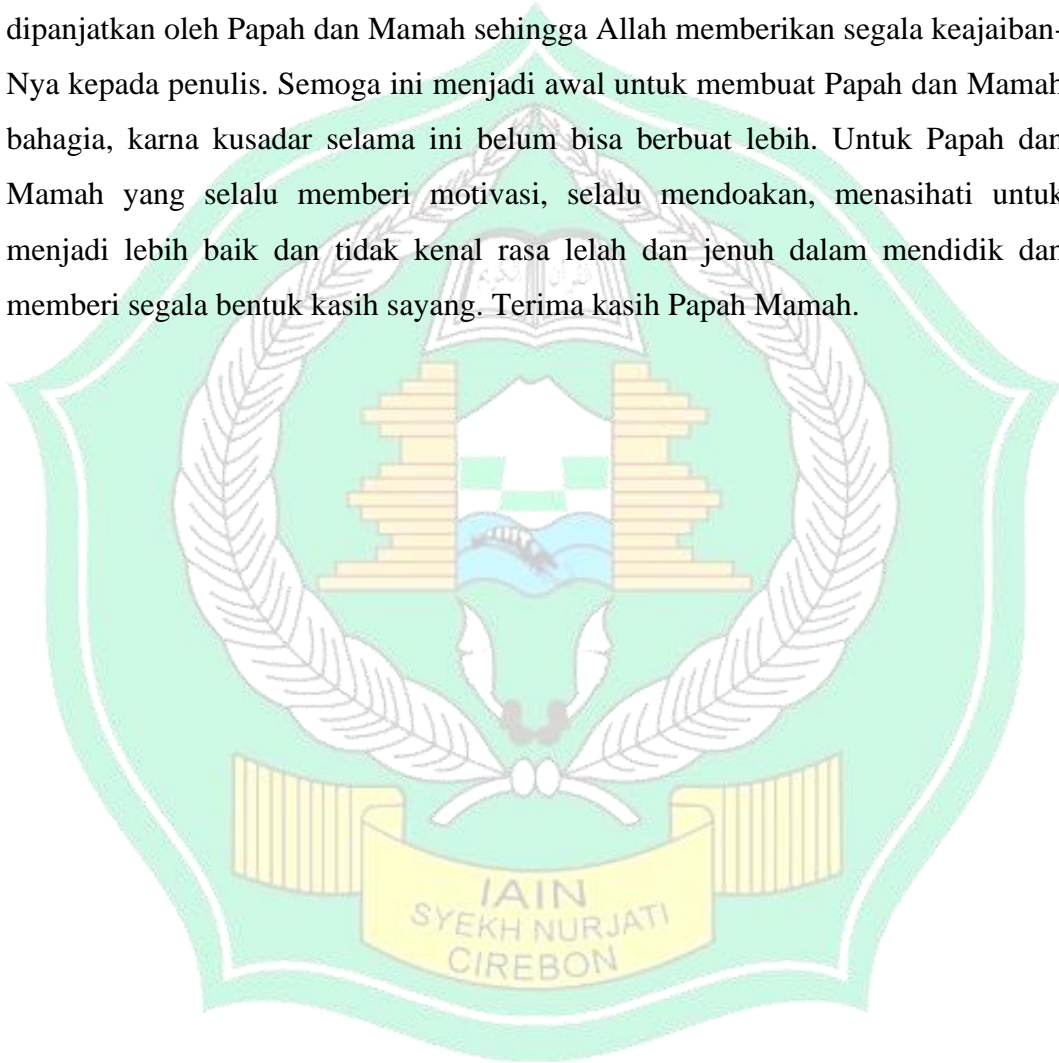 dipanjatkan oleh Papah dan Mamah sehingga Allah memberikan segala keajaiban-
Nya kepada penulis. Semoga ini menjadi awal untuk membuat Papah dan Mamah
bahagia, karna kusadar selama ini belum bisa berbuat lebih. Untuk Papah dan
Mamah yang selalu memberi motivasi, selalu mendoakan, menasihati untuk
menjadi lebih baik dan tidak kenal rasa lelah dan jenuh dalam mendidik dan
memberi segala bentuk kasih sayang. Terima kasih Papah Mamah.
IAIN
SYEKH NURJATI
CIREBON